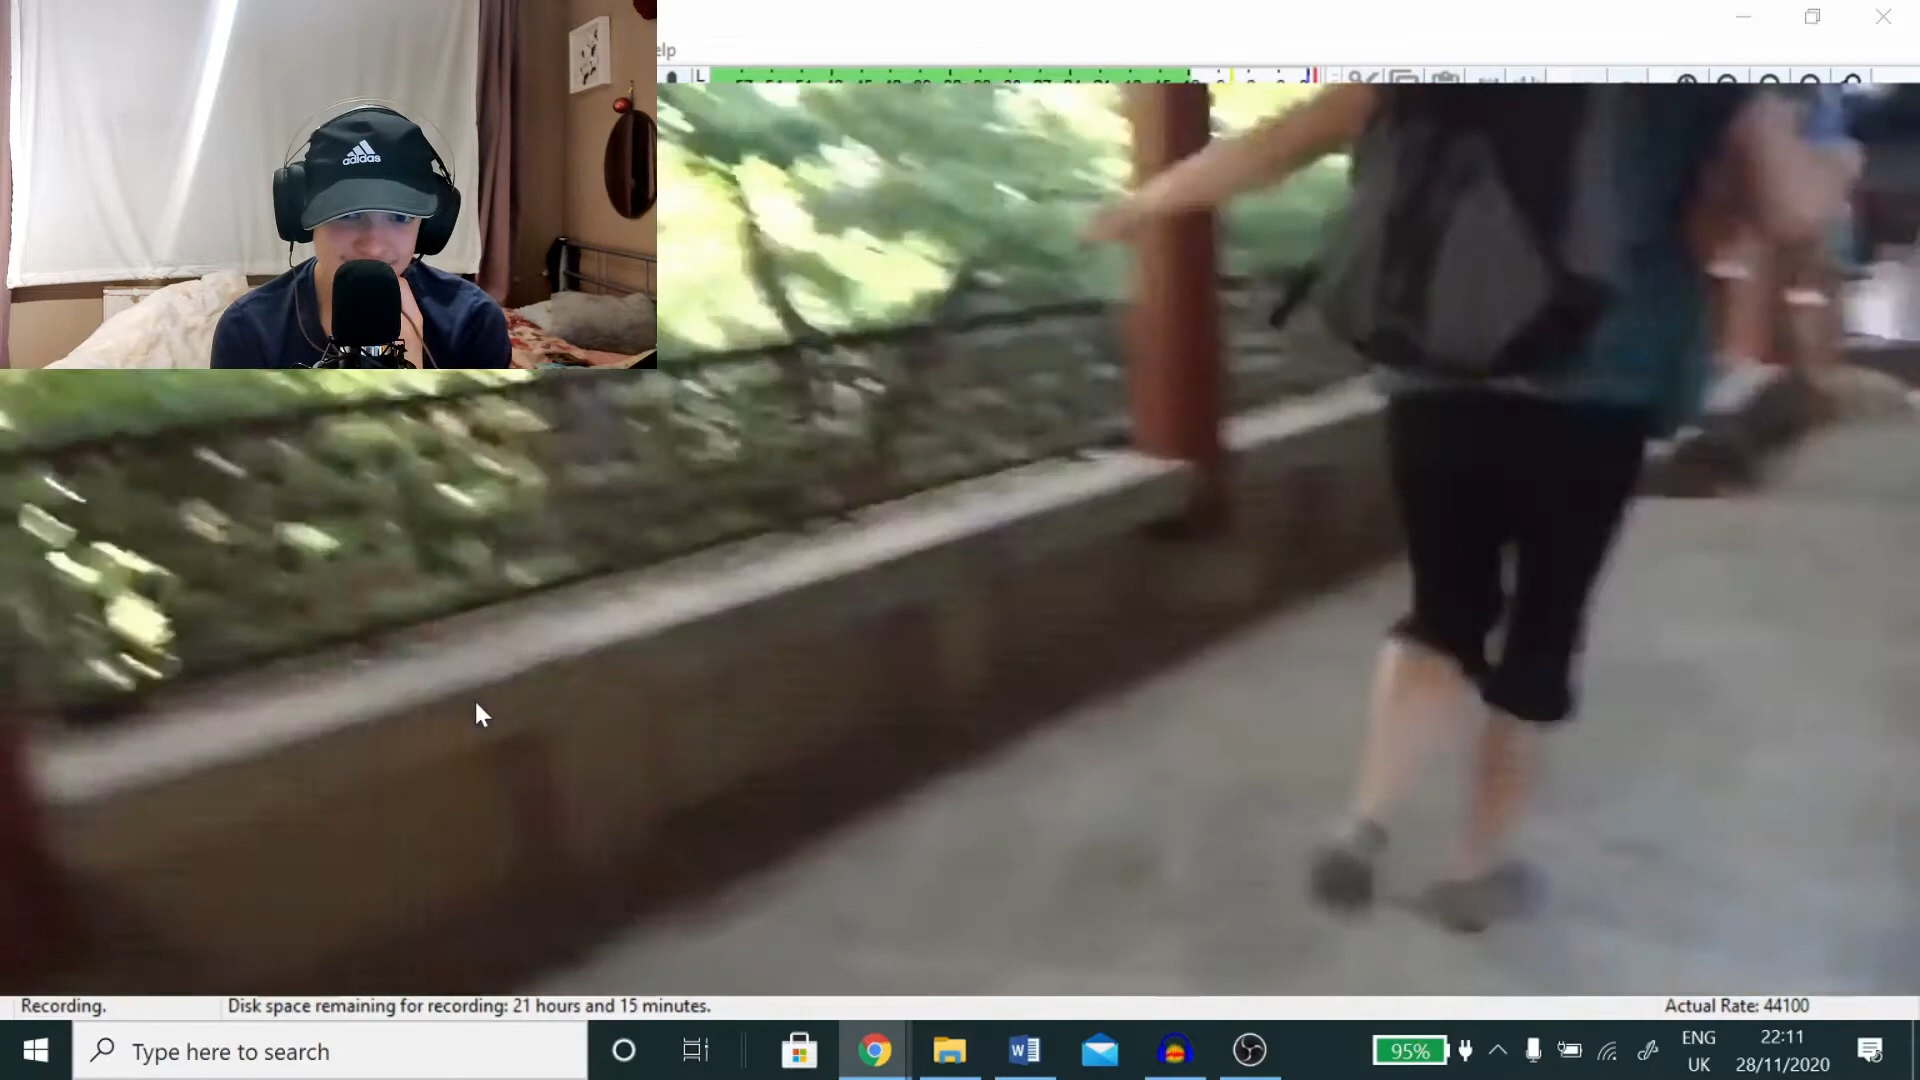 elp
adidas
L
Recording.
Disk space remaining for recording: 21 hours and 15 minutes.
Actual Rate: 44100
Type here to search
W
95%
ENG
UK
22:11
28/11/2020